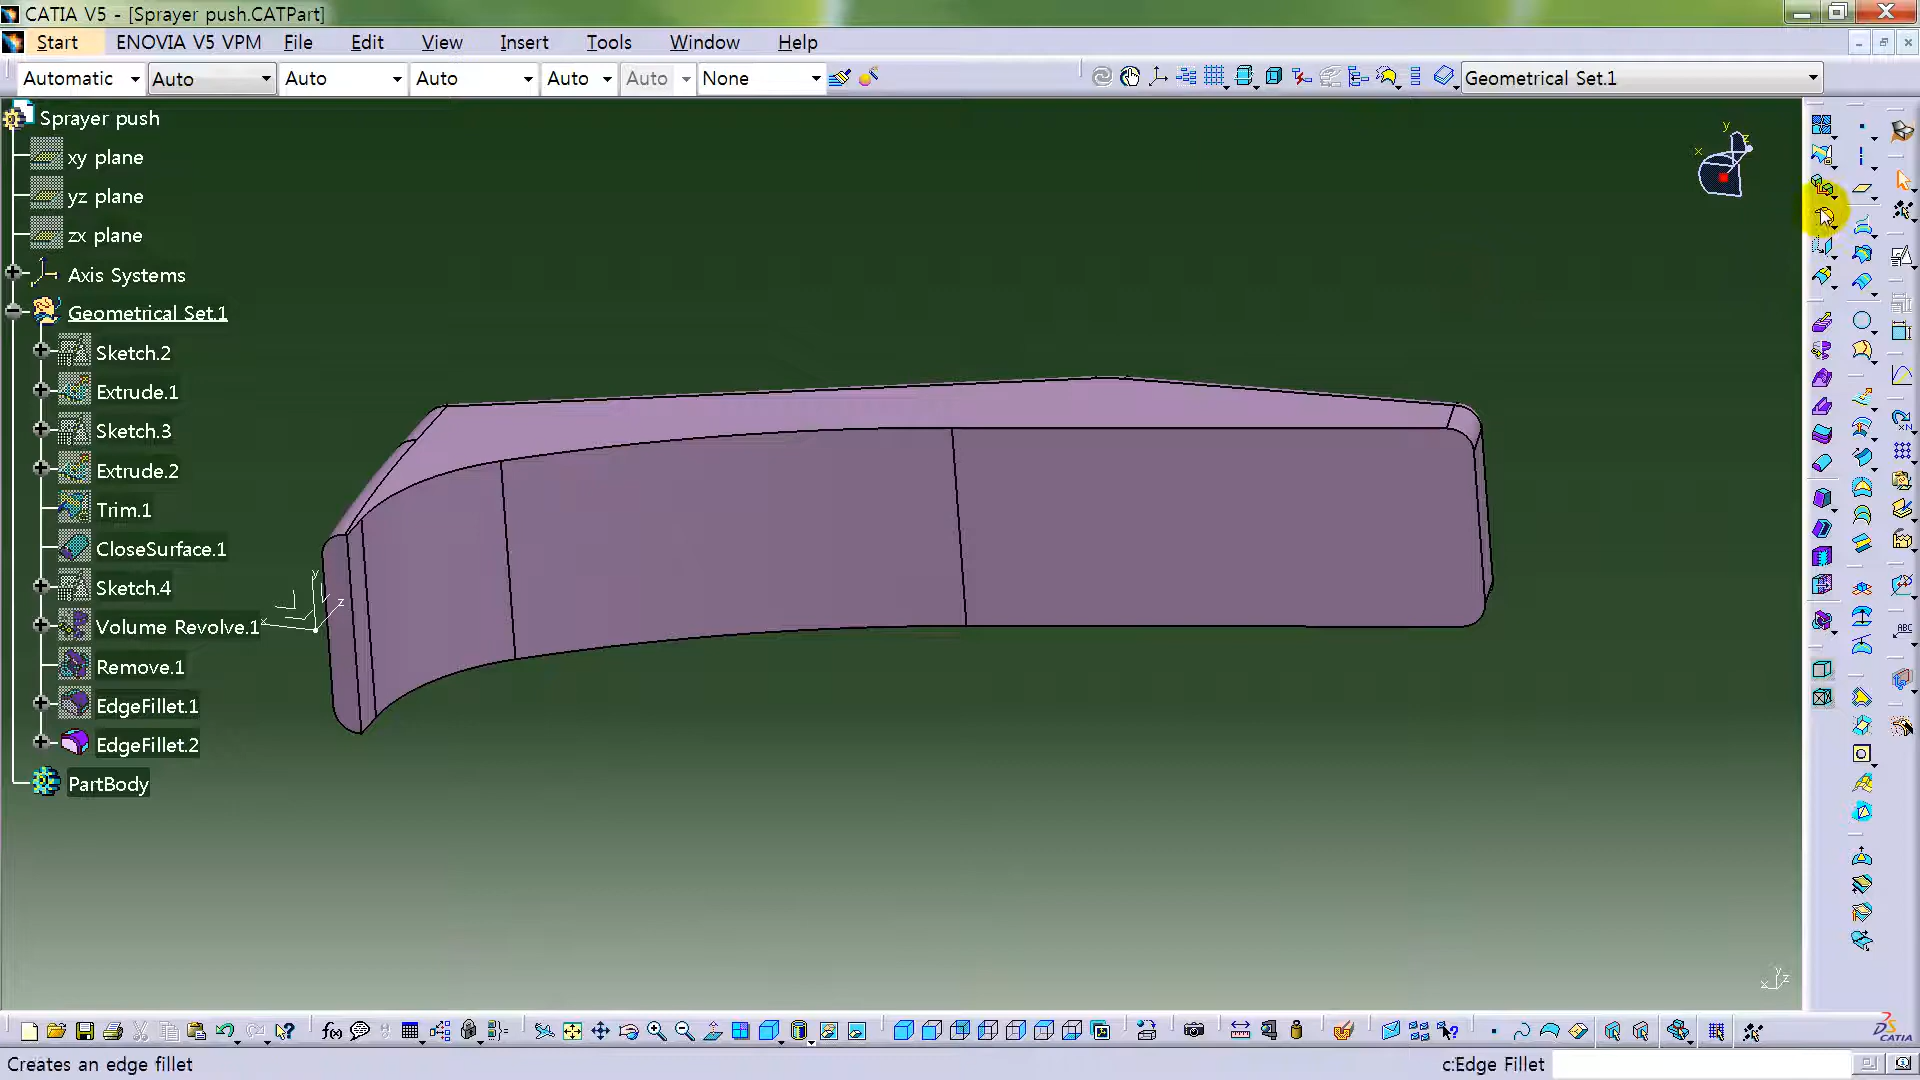 CATIA V5 - [Sprayer push.CATPart]
Start ENOVIA V5 VPM File Edit View Insert Tools Window Help
Automatic Auto Auto Auto Auto Auto None Geometrical Set.1
Sprayer push
xy plane
yz plane
zx plane
Axis Systems
Geometrical Set.1
Sketch.2
Extrude.1
Sketch.3
Extrude.2
Trim.1
CloseSurface.1
Sketch.4
Volume Revolve.1
Remove.1
EdgeFillet.1
EdgeFillet.2
PartBody
y
z
x
y
z
x
y
z
x
ABC
f(x)
CATIA
Creates an edge fillet c:Edge Fillet